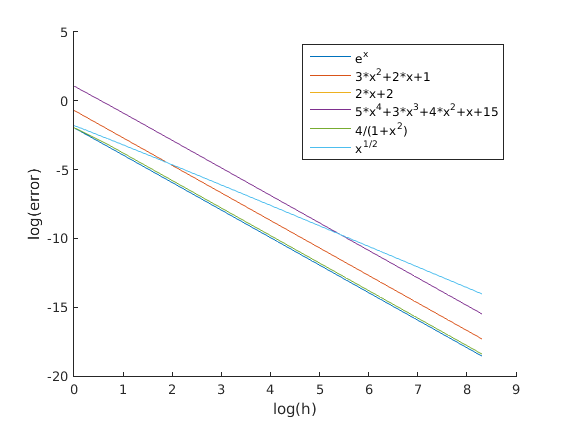 5
0
-5
-10
-15
-20
log(error)
0 1 2 3 4 5 6 7 8 9
log(h)
e^x
3*x^2+2*x+1
2*x+2
5*x^4+3*x^3+4*x^2+x+15
4/(1+x^2)
x^1/2